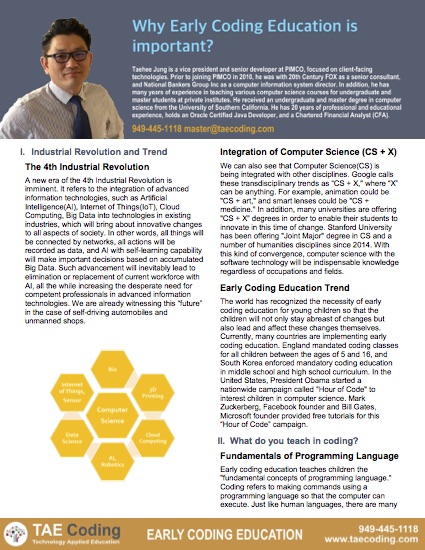 Why Early Coding Education is
important?
Taehee Jung is a vice president and senior developer at PIMCO, focused on client-facing
technologies. Prior to joining PIMCO in 2010, he was with 20th Century FOX as a senior consultant,
and National Bankers Group Inc as a computer information system director. In addition, he has
many years of experience in teaching various computer science courses for undergraduate and
master students at private institutes. He received an undergraduate and master degree in computer
science from the University of Southern California. He has 20 years of professional and educational
experience, holds an Oracle Certified Java Developer, and a Chartered Financial Analyst (CFA).
949-445-1118 master@taecoding.com
I. Industrial Revolution and Trend
The 4th Industrial Revolution
A new era of the 4th Industrial Revolution is
imminent. It refers to the integration of advanced
information technologies, such as Artificial
Intelligence(AI), Internet of Things(IoT), Cloud
Computing, Big Data into technologies in existing
industries, which will bring about innovative changes
to all aspects of society. In other words, all things will
be connected by networks, all actions will be
recorded as data, and AI with self-learning capability
will make important decisions based on accumulated
Big Data. Such advancement will inevitably lead to
elimination or replacement of current workforce with
AI, all the while increasing the desperate need for
competent professionals in advanced information
technologies. We are already witnessing this "future"
in the case of self-driving automobiles and
unmanned shops.
Bio
Internet
of Things,
Sensor
3D
Printing
Computer
Science
Data
Science
Cloud
Computing
AI,
Robotics
Integration of Computer Science (CS + X)
We can also see that Computer Science(CS) is
being integrated with other disciplines. Google calls
these transdisciplinary trends as "CS + X," where "X"
can be anything. For example, animation could be
"CS + art," and smart lenses could be "CS +
medicine." In addition, many universities are offering
"CS + X" degrees in order to enable their students to
innovate in this time of change. Stanford University
has been offering "Joint Major" degree in CS and a
number of humanities disciplines since 2014. With
this kind of convergence, computer science with the
software technology will be indispensable knowledge
regardless of occupations and fields.
Early Coding Education Trend
The world has recognized the necessity of early
coding education for young children so that the
children will not only stay abreast of changes but
also lead and affect these changes themselves.
Currently, many countries are implementing early
coding education. England mandated coding classes
for all children between the ages of 5 and 16, and
South Korea enforced mandatory coding education
in middle school and high school curriculum. In the
United States, President Obama started a
nationwide campaign called "Hour of Code" to
interest children in computer science. Mark
Zuckerberg, Facebook founder and Bill Gates,
Microsoft founder provided free tutorials for this
"Hour of Code" campaign.
II. What do you teach in coding?
Fundamentals of Programming Language
Early coding education teaches children the
"fundamental concepts of programming language."
Coding refers to making commands using a
programming language so that the computer can
execute. Just like human languages, there are many
TAE Coding
Technology Applied Education
EARLY CODING EDUCATION
949-445-1118
master@taecoding.com